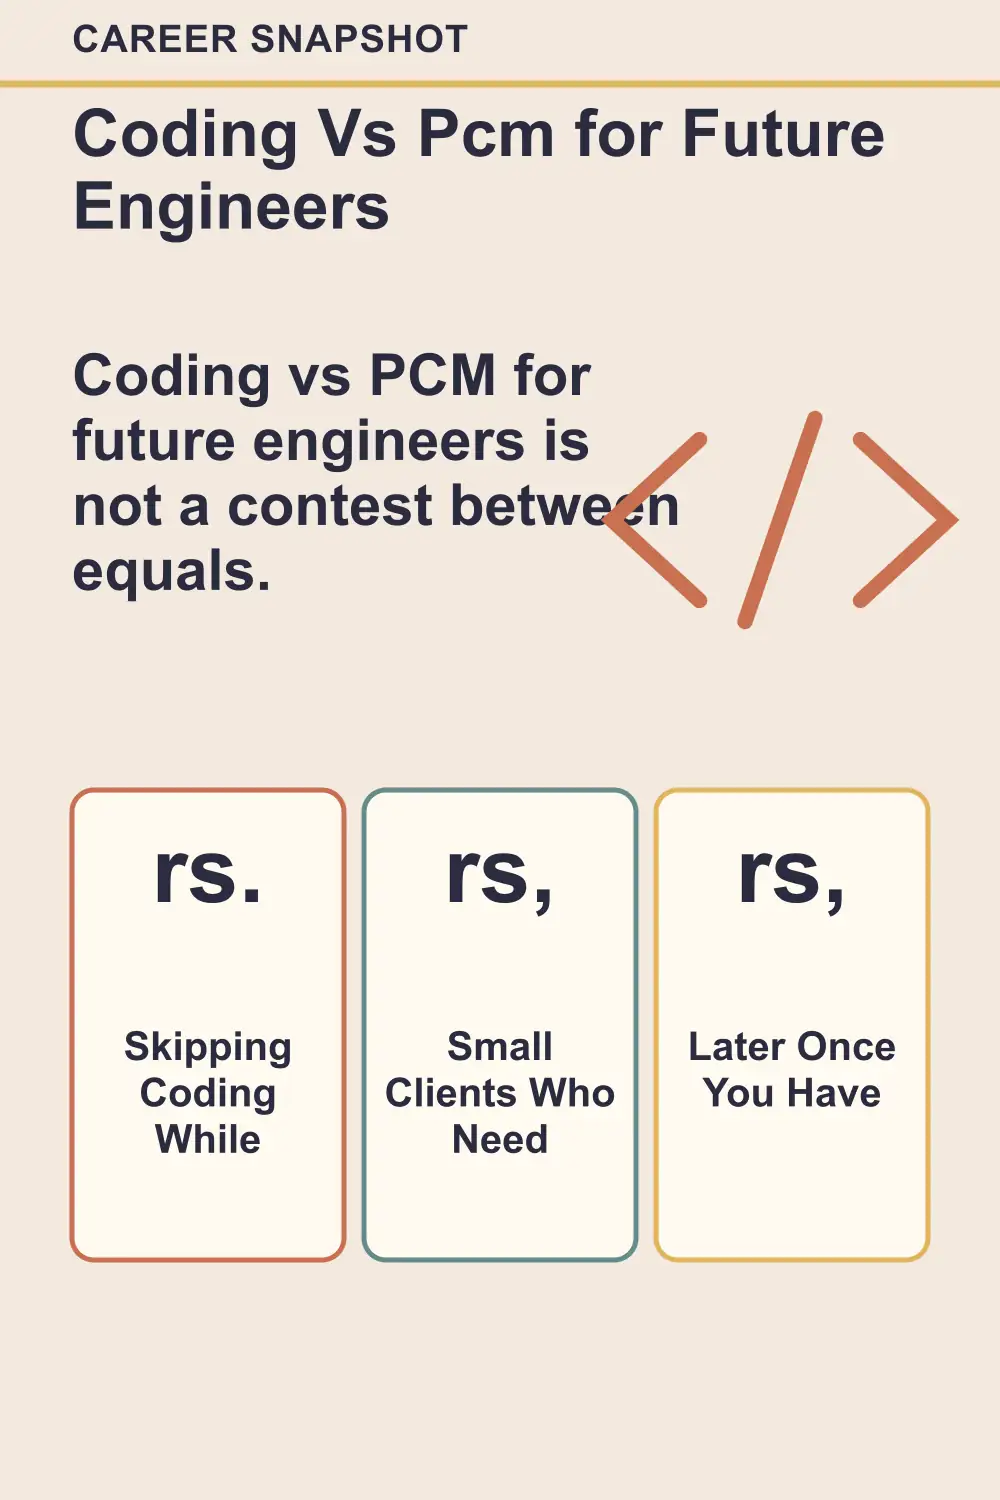 CAREER SNAPSHOT
Coding Vs Pcm for Future
Engineers
Coding vs PCM for
future engineers is
not a contest between
equals.
rs.
Skipping
Coding
While
rs,
Small
Clients Who
Need
rs,
Later Once
You Have